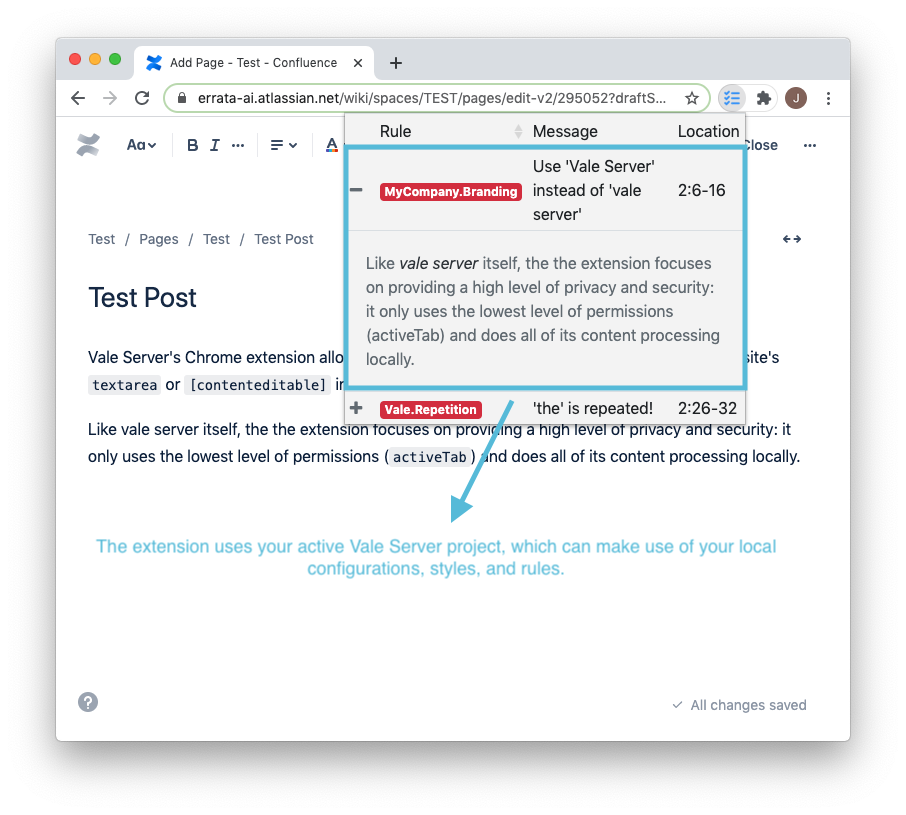 Add Page - Test - Confluence
errata-ai.atlassian.net/wiki/spaces/TEST/pages/edit-v2/295052?draftS...
J
Aa B I A Close
Rule Message Location
MyCompany.Branding Use 'Vale Server' instead of 'vale server' 2:6-16
Like vale server itself, the the extension focuses
on providing a high level of privacy and security:
it only uses the lowest level of permissions
(activeTab) and does all of its content processing
locally.
Vale.Repetition 'the' is repeated! 2:26-32
Test / Pages / Test / Test Post
Test Post
Vale Server's Chrome extension allo site's
textarea or [contenteditable] in
Like vale server itself, the the extension focuses on providing a high level of privacy and security: it
only uses the lowest level of permissions (activeTab) and does all of its content processing locally.
The extension uses your active Vale Server project, which can make use of your local
configurations, styles, and rules.
?
All changes saved